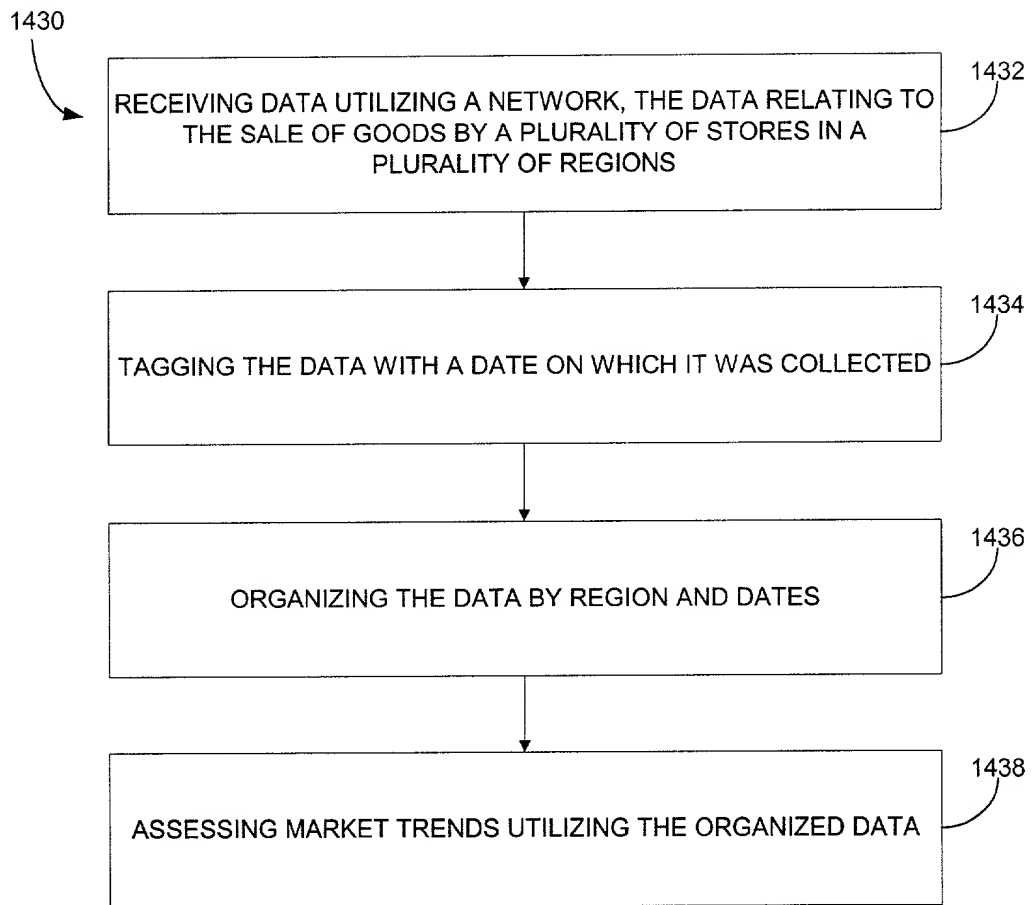 1430
1432
RECEIVING DATA UTILIZING A NETWORK, THE DATA RELATING TO
THE SALE OF GOODS BY A PLURALITY OF STORES IN A
PLURALITY OF REGIONS
1434
TAGGING THE DATA WITH A DATE ON WHICH IT WAS COLLECTED
1436
ORGANIZING THE DATA BY REGION AND DATES
1438
ASSESSING MARKET TRENDS UTILIZING THE ORGANIZED DATA